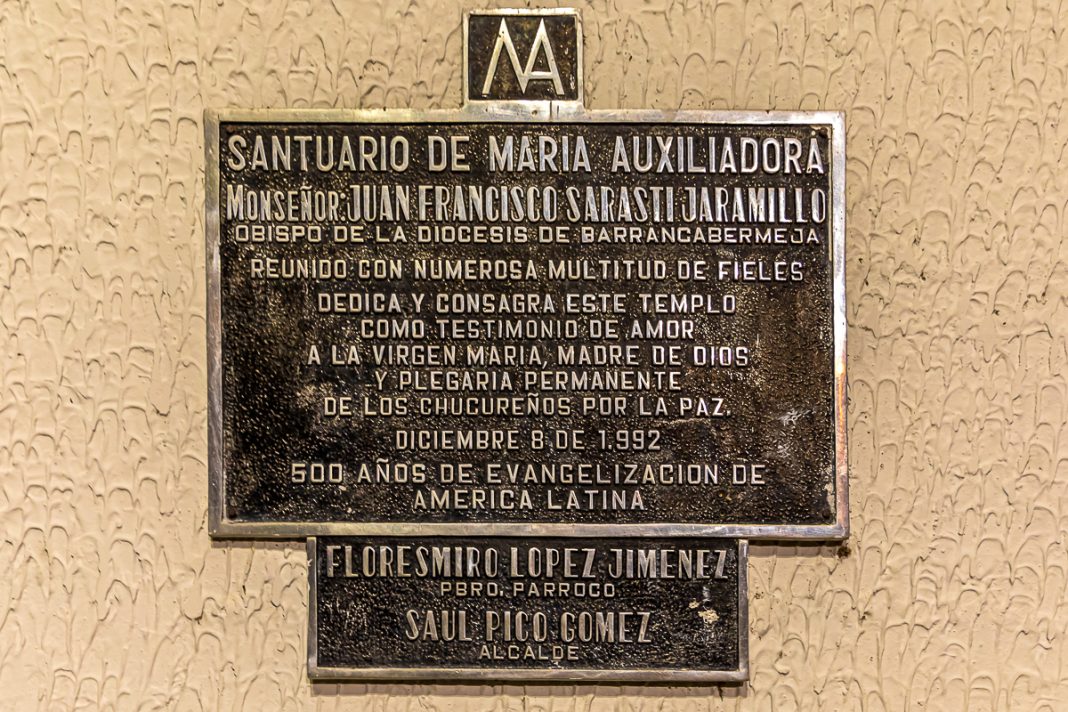 MA
SANTUARIO DE MARIA AUXILIADORA
MONSEÑOR: JUAN FRANCISCO SARASTI JARAMILLO
OBISPO DE LA DIOCESIS DE BARRANCABERMEJA
REUNIDO CON NUMEROSA MULTITUD DE FIELES
DEDICA Y CONSAGRA ESTE TEMPLO
COMO TESTIMONIO DE AMOR
A LA VIRGEN MARIA, MADRE DE DIOS
Y PLEGARIA PERMANENTE
DE LOS CHUCUREÑOS POR LA PAZ.
DICIEMBRE 8 DE 1.992
500 AÑOS DE EVANGELIZACION DE
AMERICA LATINA
FLORESMIRO LOPEZ JIMENEZ
PBRO. PARROCO
SAUL PICO GOMEZ
ALCALDE